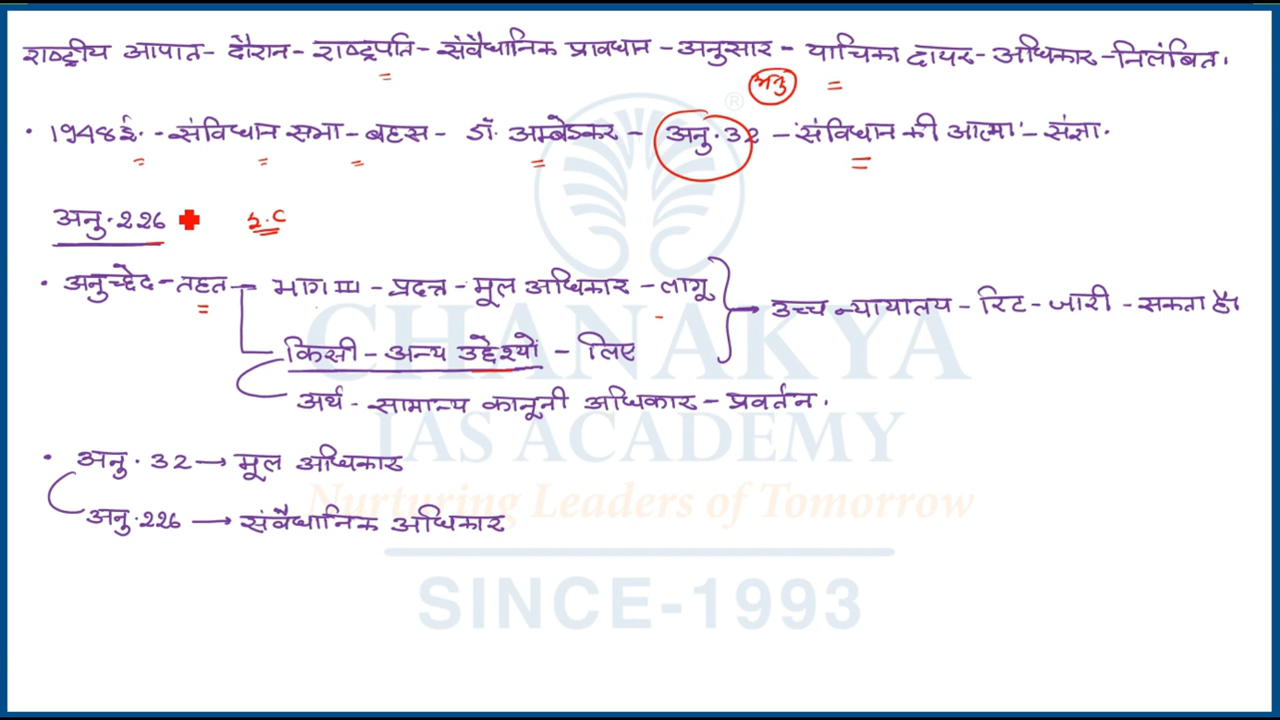 राष्ट्रीय आपात - दौरान - राष्ट्रपति - संवैधानिक प्रावधान - अनुसार - याचिका दायर - अधिकार - निलंबित.
अनु
• 1948 ई. - संविधान सभा - बहस - डॉ. अम्बेडकर - अनु. 32 - 'संविधान की आत्मा' - संज्ञा.
अनु. 226 S.C
• अनुच्छेद - तहत - भाग III - प्रदत्त - मूल अधिकार - लागू
उच्च न्यायालय - रिट - जारी - सकता है।
किसी - अन्य उद्देश्यों - लिए
अर्थ - सामान्य कानूनी अधिकार - प्रवर्तन.
• अनु. 32 → मूल अधिकार
अनु. 226 → संवैधानिक अधिकार
CHANAKYA
IAS ACADEMY
Nurturing Leaders of Tomorrow
SINCE-1993